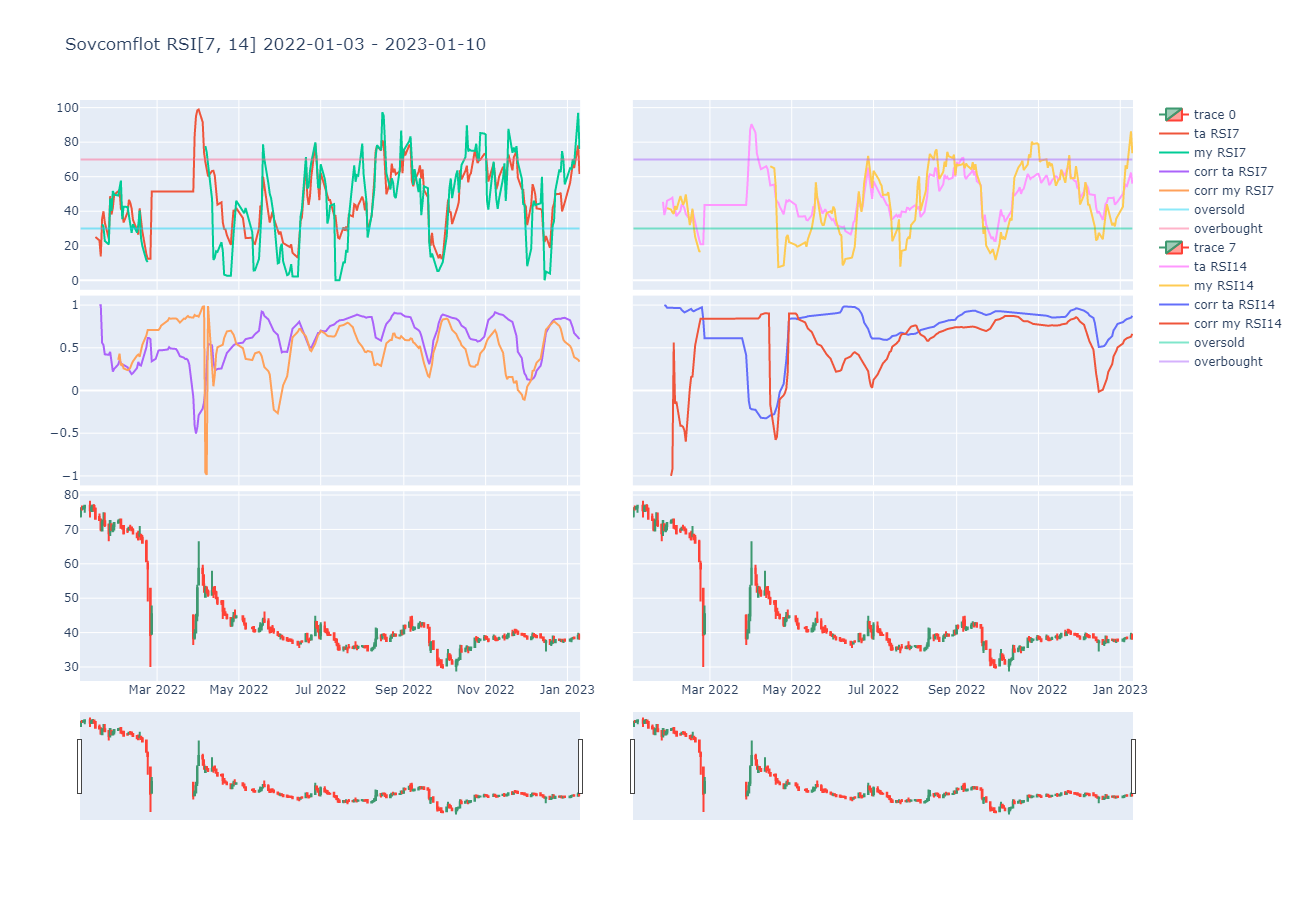 Sovcomflot RSI[7, 14] 2022-01-03 - 2023-01-10
100
80
60
40
20
0
1
0.5
0
−0.5
−1
80
70
60
50
40
30
Mar 2022 May 2022 Jul 2022 Sep 2022 Nov 2022 Jan 2023
Mar 2022 May 2022 Jul 2022 Sep 2022 Nov 2022 Jan 2023
trace 0
ta RSI7
my RSI7
corr ta RSI7
corr my RSI7
oversold
overbought
trace 7
ta RSI14
my RSI14
corr ta RSI14
corr my RSI14
oversold
overbought